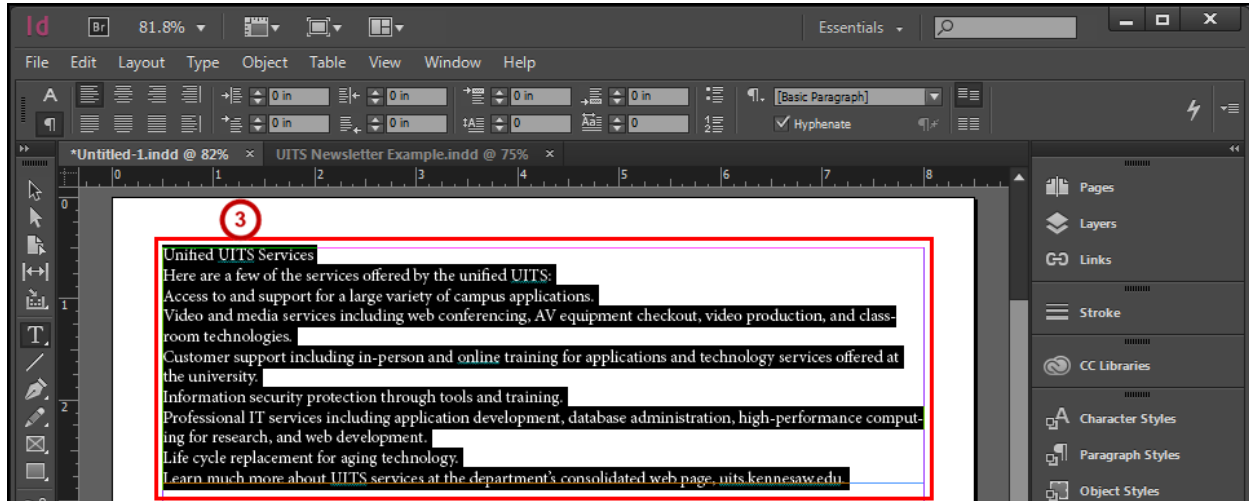 Id Br 81.8% Essentials
File Edit Layout Type Object Table View Window Help
A 0 in 0 in 0 in 0 in [Basic Paragraph]
¶ 0 in 0 in 0 0 Hyphenate
*Untitled-1.indd @ 82% × UITS Newsletter Example.indd @ 75% ×
0 1 2 3 4 5 6 7 8
0
1
2
3
Unified UITS Services
Here are a few of the services offered by the unified UITS:
Access to and support for a large variety of campus applications.
Video and media services including web conferencing, AV equipment checkout, video production, and class-
room technologies.
Customer support including in-person and online training for applications and technology services offered at
the university.
Information security protection through tools and training.
Professional IT services including application development, database administration, high-performance comput-
ing for research, and web development.
Life cycle replacement for aging technology.
Learn much more about UITS services at the department's consolidated web page, uits.kennesaw.edu.
Pages
Layers
Links
Stroke
CC Libraries
Character Styles
Paragraph Styles
Object Styles